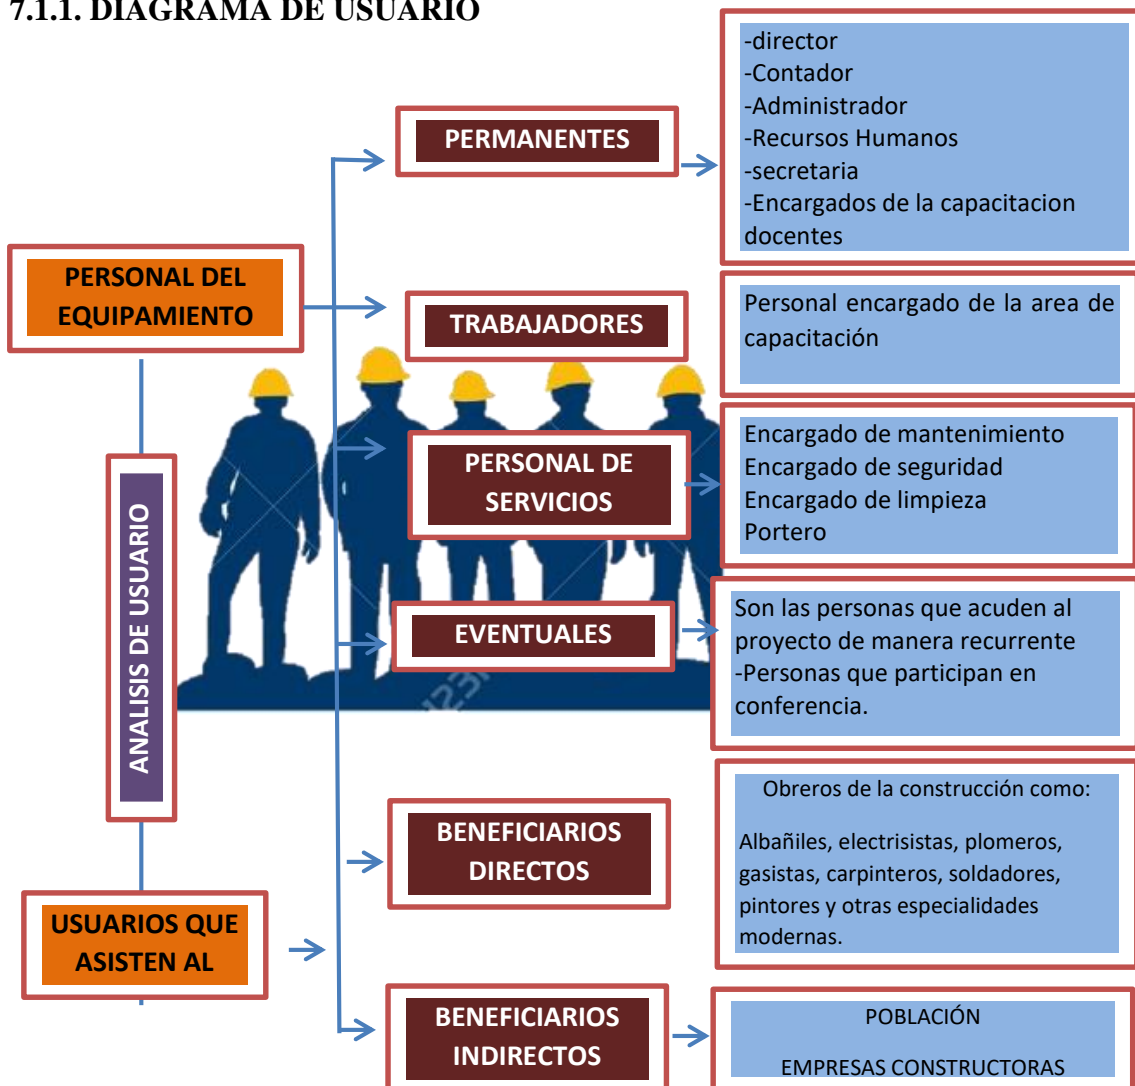 7.1.1. DIAGRAMA DE USUARIO
PERSONAL DEL
EQUIPAMIENTO
ANALISIS DE USUARIO
USUARIOS QUE
ASISTEN AL
PERMANENTES
-director
-Contador
-Administrador
-Recursos Humanos
-secretaria
-Encargados de la capacitacion
docentes
TRABAJADORES
Personal encargado de la area de
capacitación
PERSONAL DE
SERVICIOS
Encargado de mantenimiento
Encargado de seguridad
Encargado de limpieza
Portero
EVENTUALES
Son las personas que acuden al
proyecto de manera recurrente
-Personas que participan en
conferencia.
BENEFICIARIOS
DIRECTOS
Obreros de la construcción como:
Albañiles, electrisistas, plomeros,
gasistas, carpinteros, soldadores,
pintores y otras especialidades
modernas.
BENEFICIARIOS
INDIRECTOS
POBLACIÓN
EMPRESAS CONSTRUCTORAS